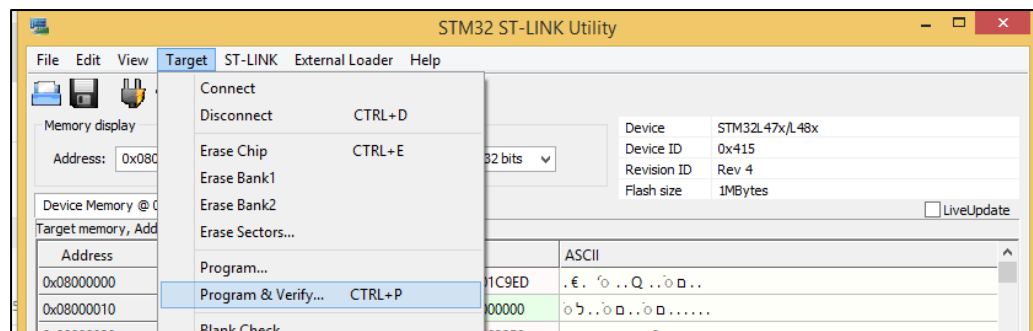 STM32 ST-LINK Utility
File Edit View Target ST-LINK External Loader Help
Connect
Disconnect CTRL+D
Erase Chip CTRL+E
Erase Bank1
Erase Bank2
Erase Sectors...
Program...
Program & Verify... CTRL+P
Blank Check
Memory display
Address: 0x080
32 bits
Device STM32L47x/L48x
Device ID 0x415
Revision ID Rev 4
Flash size 1MBytes
LiveUpdate
Device Memory @
Target memory, Add
Address ASCII
0x08000000 1C9ED
0x08000010 00000